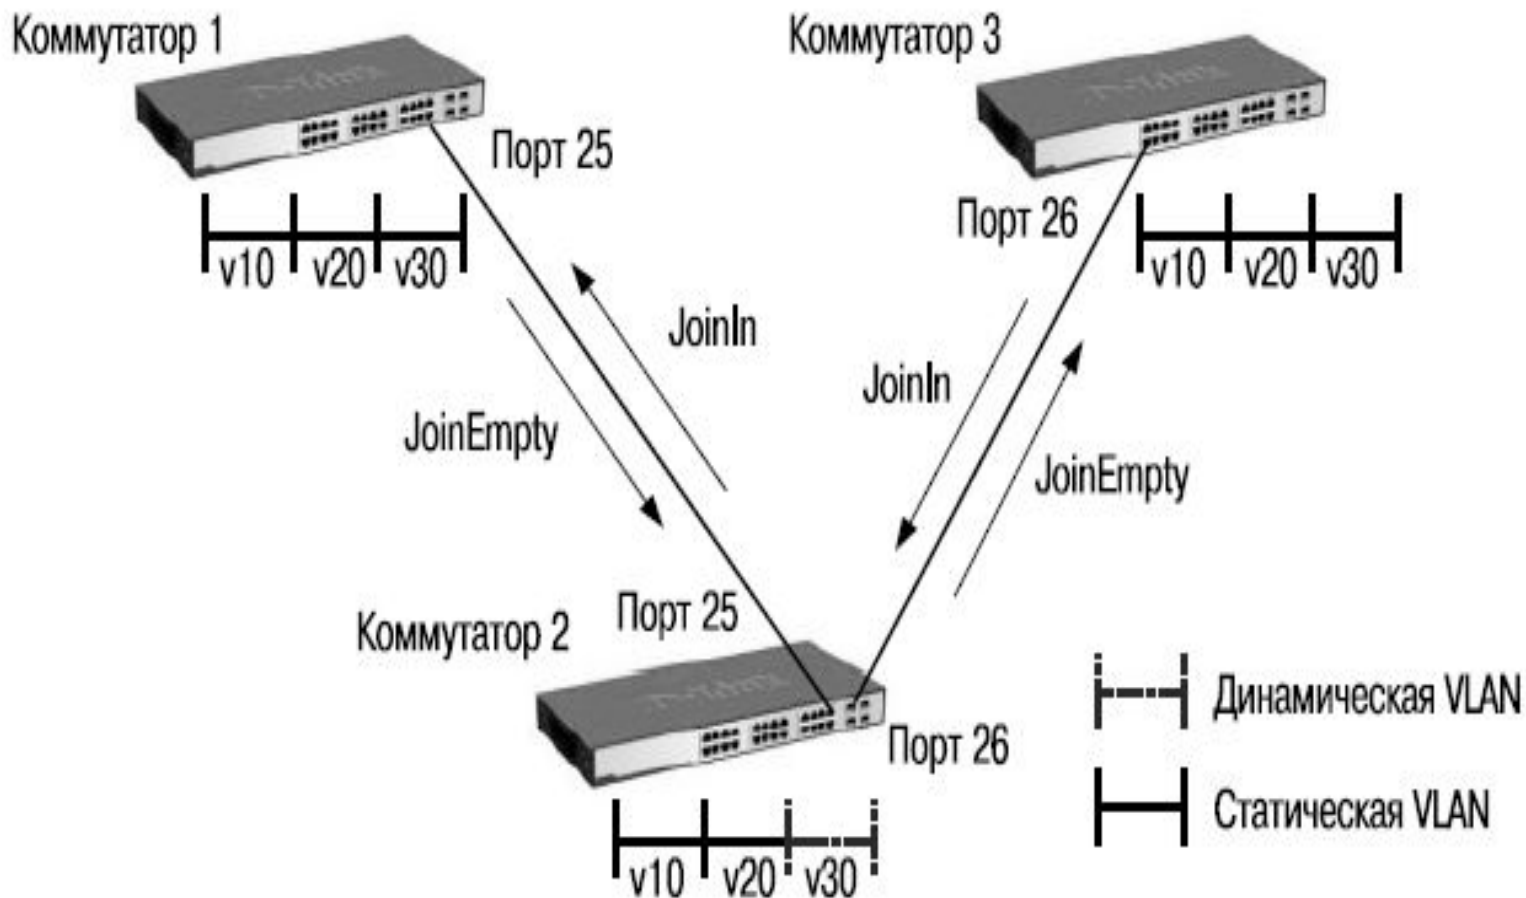 Коммутатор 1
Коммутатор 3
Порт 25
Порт 26
v10 v20 v30
v10 v20 v30
JoinIn
JoinIn
JoinEmpty
JoinEmpty
Порт 25
Коммутатор 2
Порт 26
Динамическая VLAN
Статическая VLAN
v10 v20 v30